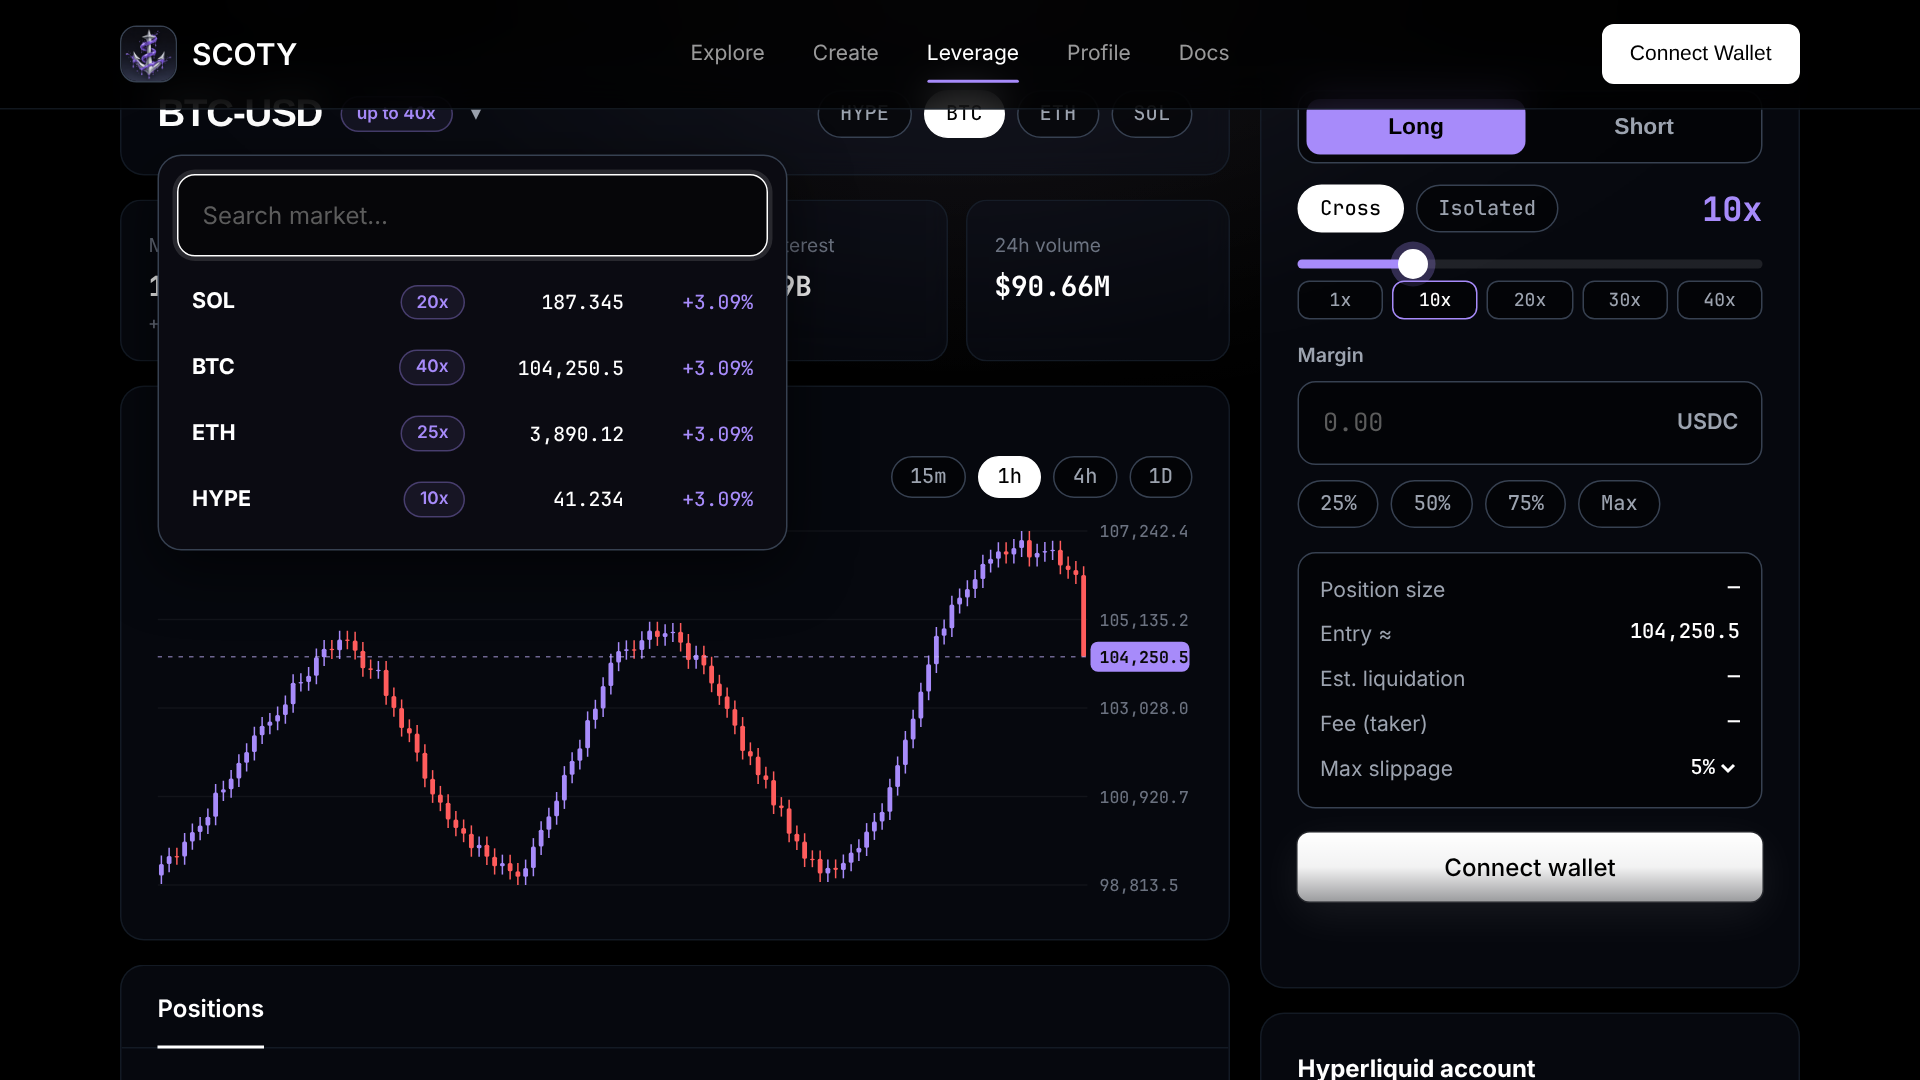 SCOTY
Explore
Create
Leverage
Profile
Docs
Connect Wallet
BTC-USD
up to 40x
HYPE
BTC
ETH
SOL
Search market...
SOL 20x 187.345 +3.09%
BTC 40x 104,250.5 +3.09%
ETH 25x 3,890.12 +3.09%
HYPE 10x 41.234 +3.09%
24h volume
$90.66M
15m
1h
4h
1D
107,242.4
105,135.2
104,250.5
103,028.0
100,920.7
98,813.5
Positions
Long
Short
Cross
Isolated
10x
1x
10x
20x
30x
40x
Margin
0.00
USDC
25%
50%
75%
Max
Position size –
Entry ≈ 104,250.5
Est. liquidation –
Fee (taker) –
Max slippage 5%
Connect wallet
Hyperliquid account